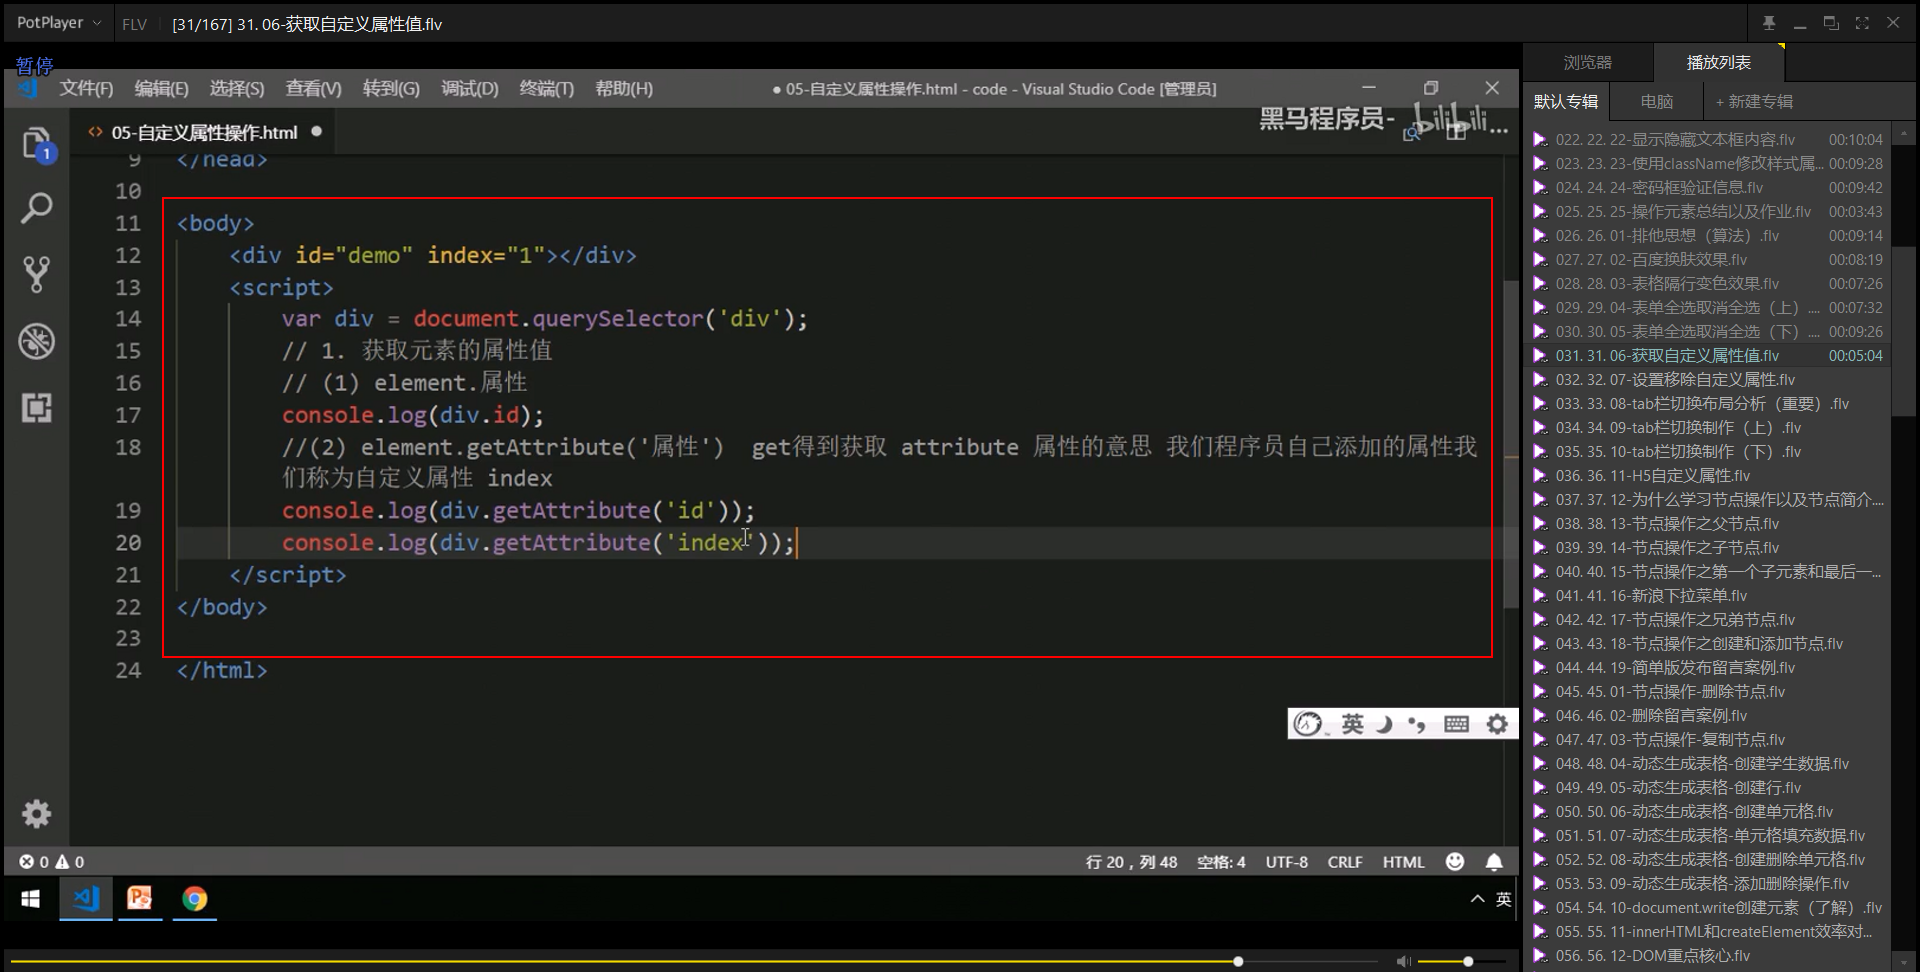 PotPlayer FLV [31/167] 31. 06-获取自定义属性值.flv
暂停
文件(F) 编辑(E) 选择(S) 查看(V) 转到(G) 调试(D) 终端(T) 帮助(H) ● 05-自定义属性操作.html - code - Visual Studio Code [管理员]
<> 05-自定义属性操作.html ●
黑马程序员- bilibili
1
9 </head>
10
11 <body>
12 <div id="demo" index="1"></div>
13 <script>
14 var div = document.querySelector('div');
15 // 1. 获取元素的属性值
16 // (1) element.属性
17 console.log(div.id);
18 //(2) element.getAttribute('属性') get得到获取 attribute 属性的意思 我们程序员自己添加的属性我
们称为自定义属性 index
19 console.log(div.getAttribute('id'));
20 console.log(div.getAttribute('index'));
21 </script>
22 </body>
23
24 </html>
英
0 0 行 20，列 48 空格: 4 UTF-8 CRLF HTML
英
浏览器 播放列表
默认专辑 电脑 + 新建专辑
022. 22. 22-显示隐藏文本框内容.flv 00:10:04
023. 23. 23-使用className修改样式属... 00:09:28
024. 24. 24-密码框验证信息.flv 00:09:42
025. 25. 25-操作元素总结以及作业.flv 00:03:43
026. 26. 01-排他思想（算法）.flv 00:09:14
027. 27. 02-百度换肤效果.flv 00:08:19
028. 28. 03-表格隔行变色效果.flv 00:07:26
029. 29. 04-表单全选取消全选（上）.... 00:07:32
030. 30. 05-表单全选取消全选（下）.... 00:09:26
031. 31. 06-获取自定义属性值.flv 00:05:04
032. 32. 07-设置移除自定义属性.flv
033. 33. 08-tab栏切换布局分析（重要）.flv
034. 34. 09-tab栏切换制作（上）.flv
035. 35. 10-tab栏切换制作（下）.flv
036. 36. 11-H5自定义属性.flv
037. 37. 12-为什么学习节点操作以及节点简介....
038. 38. 13-节点操作之父节点.flv
039. 39. 14-节点操作之子节点.flv
040. 40. 15-节点操作之第一个子元素和最后一...
041. 41. 16-新浪下拉菜单.flv
042. 42. 17-节点操作之兄弟节点.flv
043. 43. 18-节点操作之创建和添加节点.flv
044. 44. 19-简单版发布留言案例.flv
045. 45. 01-节点操作-删除节点.flv
046. 46. 02-删除留言案例.flv
047. 47. 03-节点操作-复制节点.flv
048. 48. 04-动态生成表格-创建学生数据.flv
049. 49. 05-动态生成表格-创建行.flv
050. 50. 06-动态生成表格-创建单元格.flv
051. 51. 07-动态生成表格-单元格填充数据.flv
052. 52. 08-动态生成表格-创建删除单元格.flv
053. 53. 09-动态生成表格-添加删除操作.flv
054. 54. 10-document.write创建元素（了解）.flv
055. 55. 11-innerHTML和createElement效率对...
056. 56. 12-DOM重点核心.flv